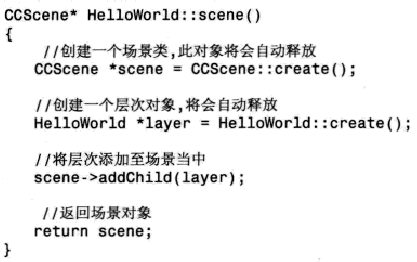 CCScene* HelloWorld::scene()
{
//创建一个场景类,此对象将会自动释放
CCScene *scene = CCScene::create();
//创建一个层次对象,将会自动释放
HelloWorld *layer = HelloWorld::create();
//将层次添加至场景当中
scene->addChild(layer);
//返回场景对象
return scene;
}